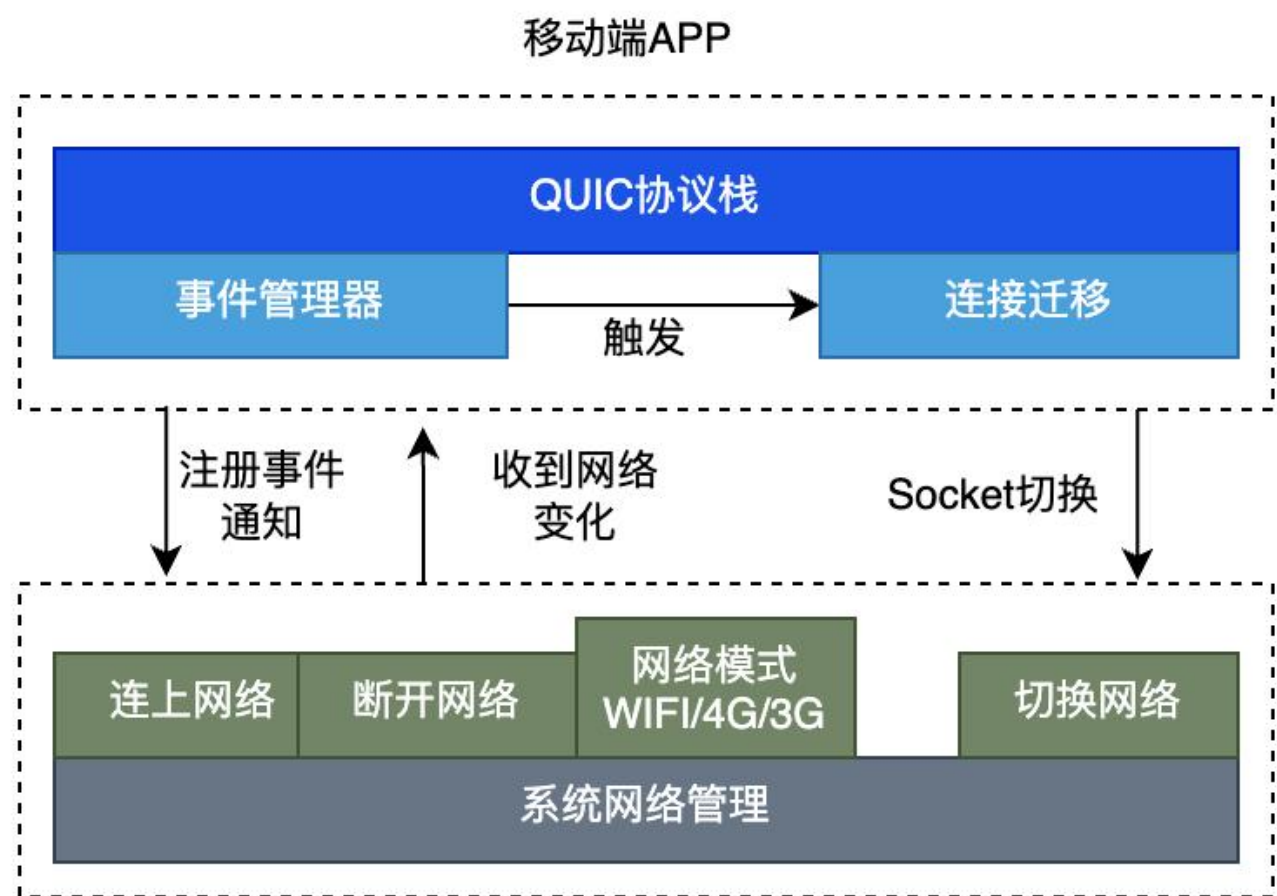 移动端APP
QUIC协议栈
事件管理器
触发
连接迁移
注册事件
通知
收到网络
变化
Socket切换
连上网络
断开网络
网络模式
WIFI/4G/3G
切换网络
系统网络管理